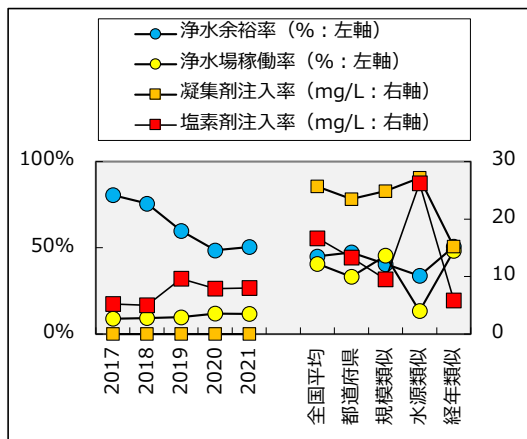 浄水余裕率（%：左軸）
浄水場稼働率（%：左軸）
凝集剤注入率（mg/L：右軸）
塩素剤注入率（mg/L：右軸）
100%
50%
0%
30
20
10
0
2017
2018
2019
2020
2021
全国平均
都道府県
規模類似
水源類似
経年類似